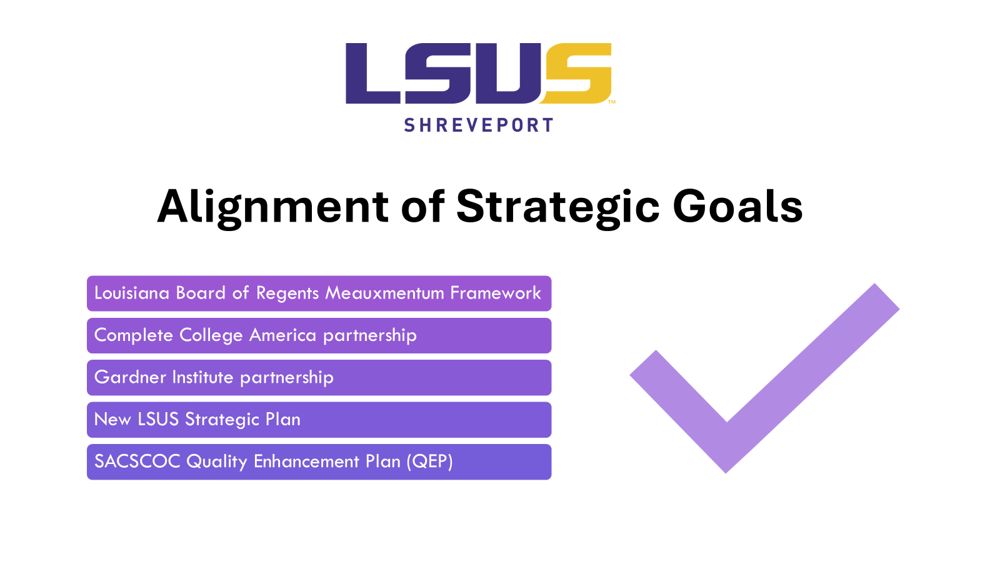 LSUS™
SHREVEPORT
Alignment of Strategic Goals
Louisiana Board of Regents Meauxmentum Framework
Complete College America partnership
Gardner Institute partnership
New LSUS Strategic Plan
SACSCOC Quality Enhancement Plan (QEP)